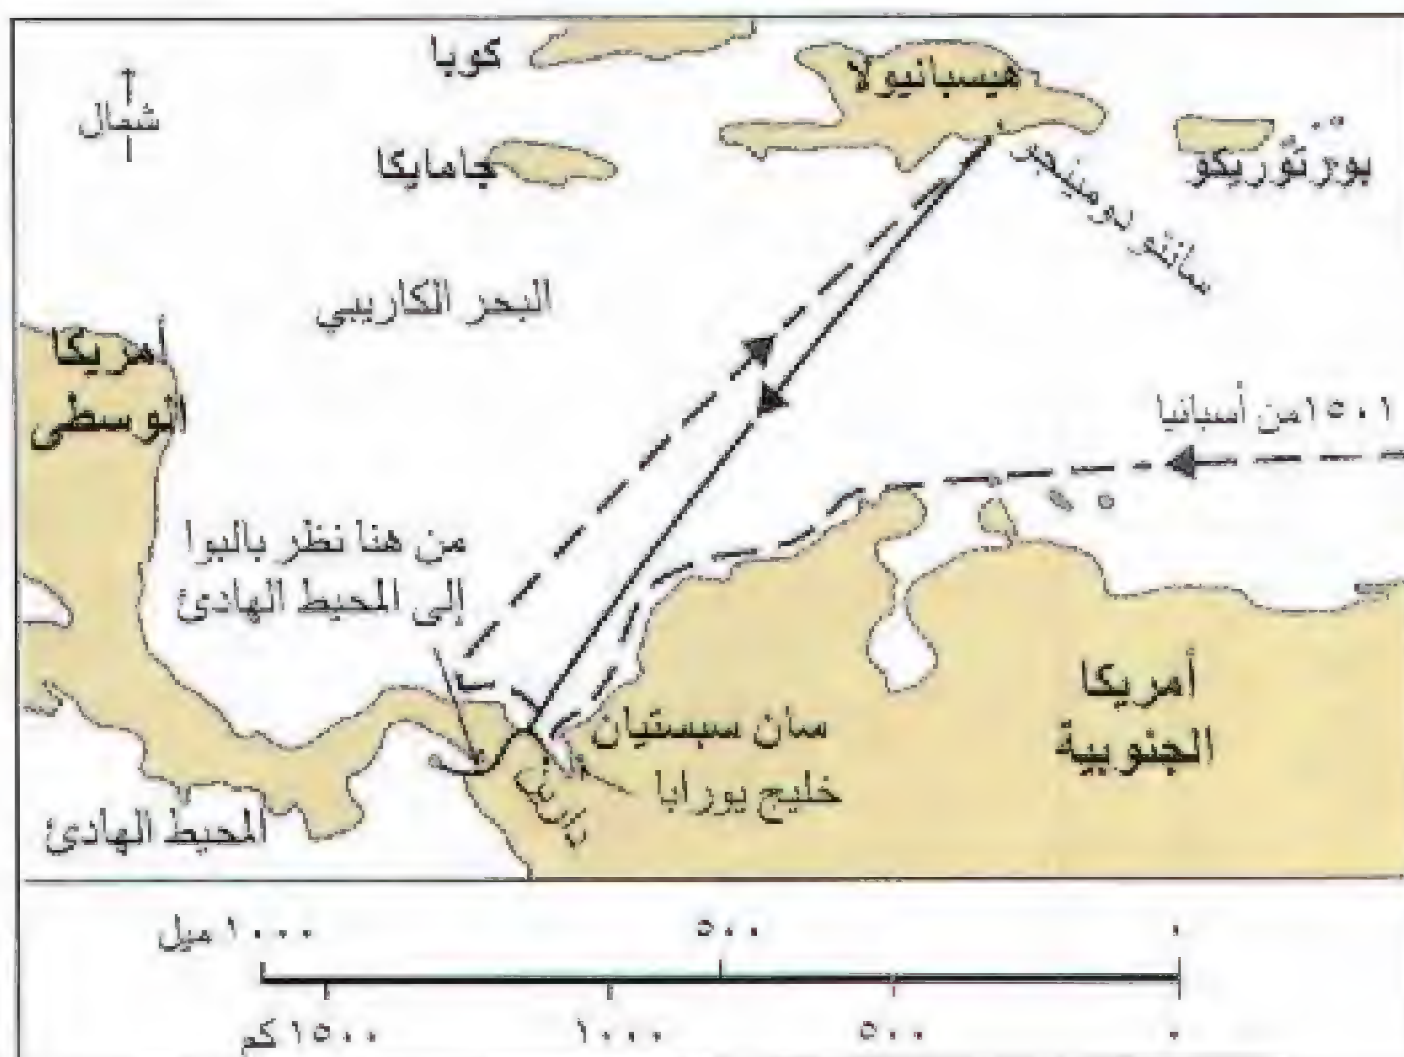 كوبا
هيسبانيولا
شمال
جامايكا
بورتوريكو
سانتو دومينجو
البحر الكاريبي
أمريكا
الوسطى
١٥٠١ من أسبانيا
من هنا نظر بالبوا
إلى المحيط الهادئ
أمريكا
الجنوبية
سان سبستيان
خليج يورابا
دارين
المحيط الهادئ
١٠٠٠ ميل
٥٠٠
٠
١٥٠٠ كم
١٠٠٠
٥٠٠
٠